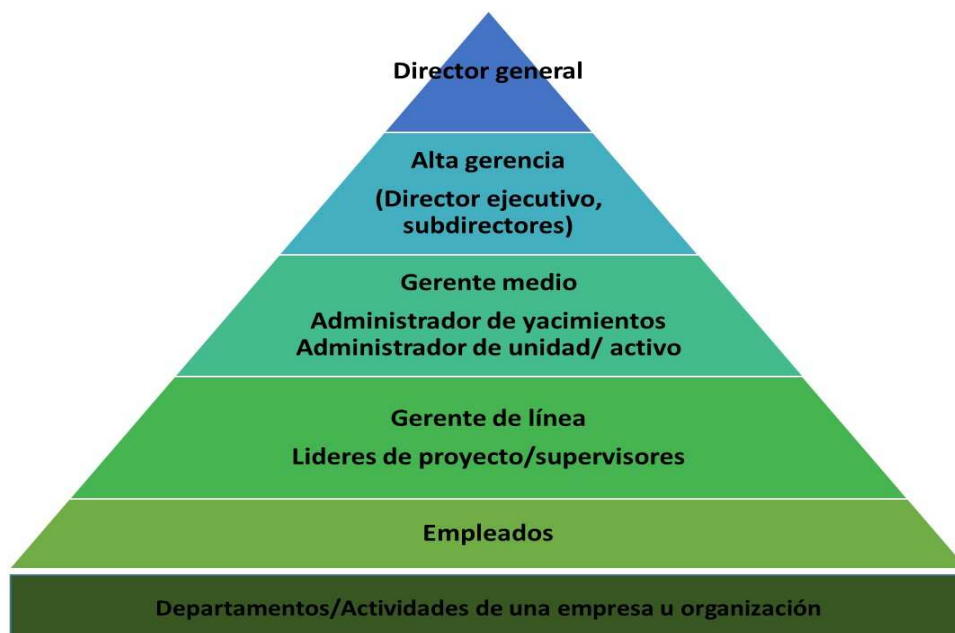 Director general
Alta gerencia
(Director ejecutivo,
subdirectores)
Gerente medio
Administrador de yacimientos
Administrador de unidad/ activo
Gerente de línea
Lideres de proyecto/supervisores
Empleados
Departamentos/Actividades de una empresa u organización